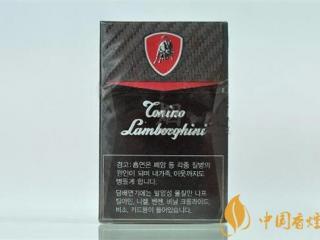 Tonino
Lamborghini
경고: 흡연은 폐암 등 각종 질병의
원인이 되며 내가족, 이웃까지도
병들게 합니다.
담배연기에는 발암성 물질인 나프
틸아민, 니켈, 벤젠, 비닐 크롤라이드,
비소, 카드뮴이 들어있습니다.
中国香烟